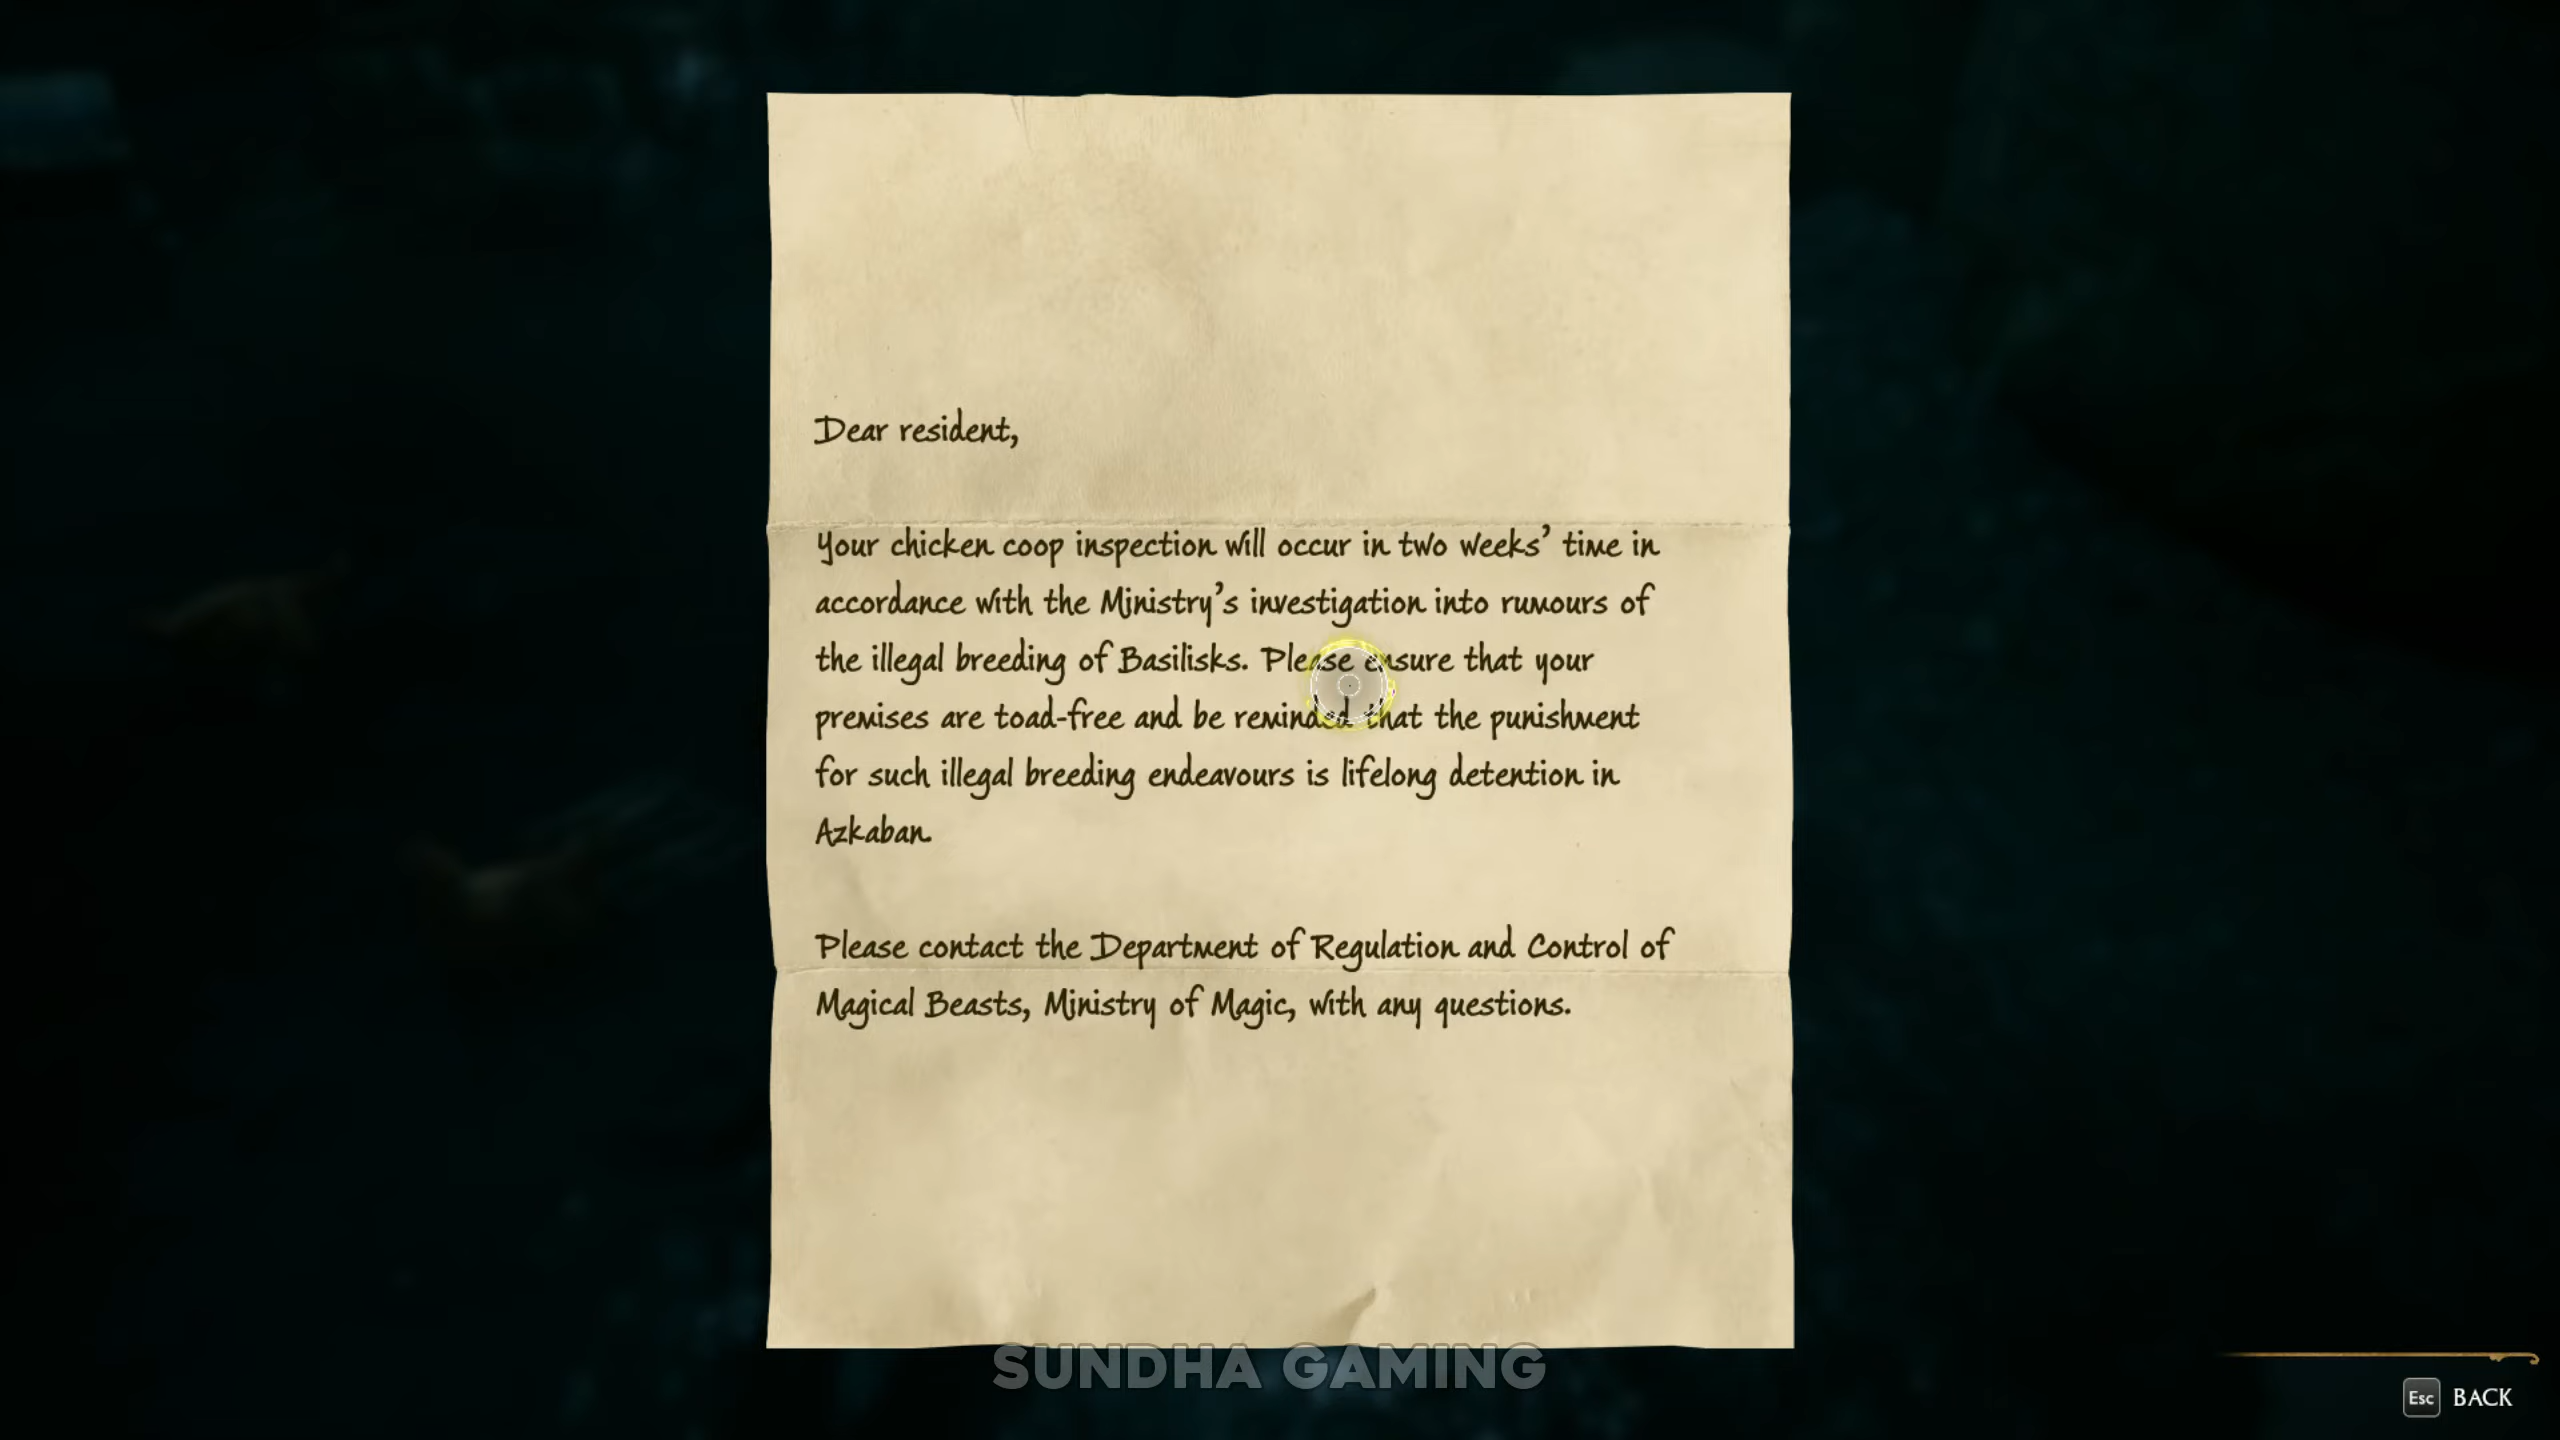 Dear resident,
Your chicken coop inspection will occur in two weeks' time in
accordance with the Ministry's investigation into rumours of
the illegal breeding of Basilisks. Please ensure that your
premises are toad-free and be reminded that the punishment
for such illegal breeding endeavours is lifelong detention in
Azkaban.
Please contact the Department of Regulation and Control of
Magical Beasts, Ministry of Magic, with any questions.
SUNDHA GAMING
Esc BACK